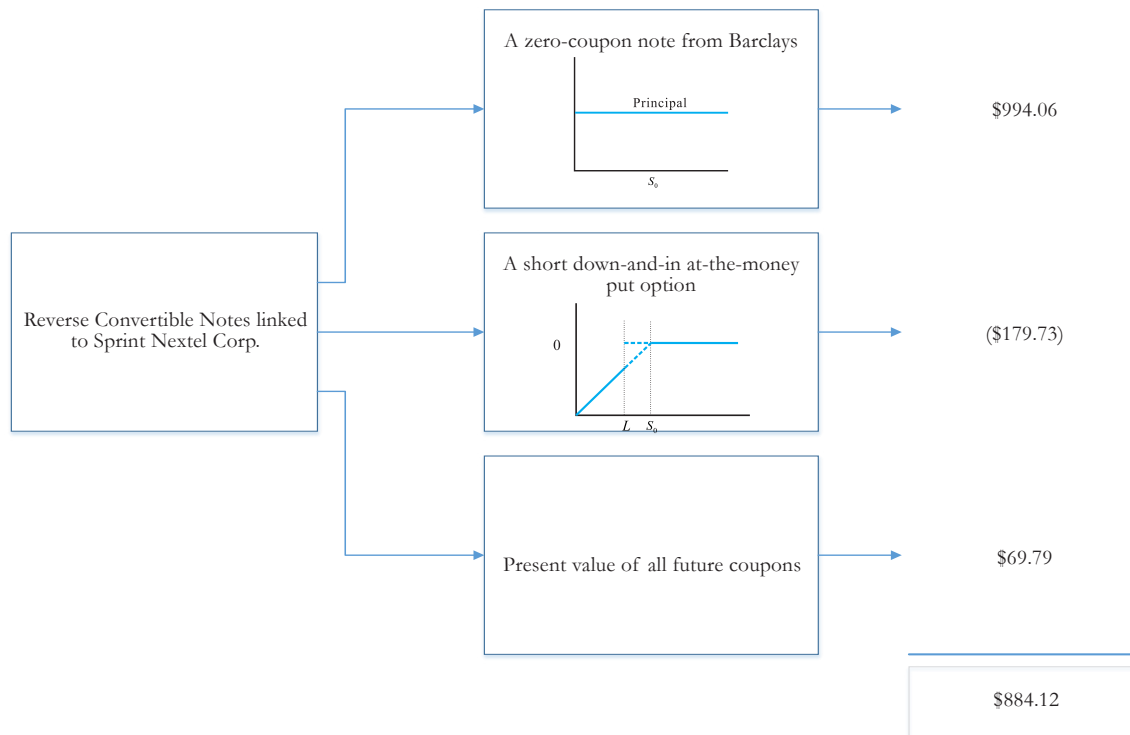 A zero-coupon note from Barclays
Principal
S₀
$994.06
Reverse Convertible Notes linked
to Sprint Nextel Corp.
A short down-and-in at-the-money
put option
0
L S₀
($179.73)
Present value of all future coupons
$69.79
$884.12